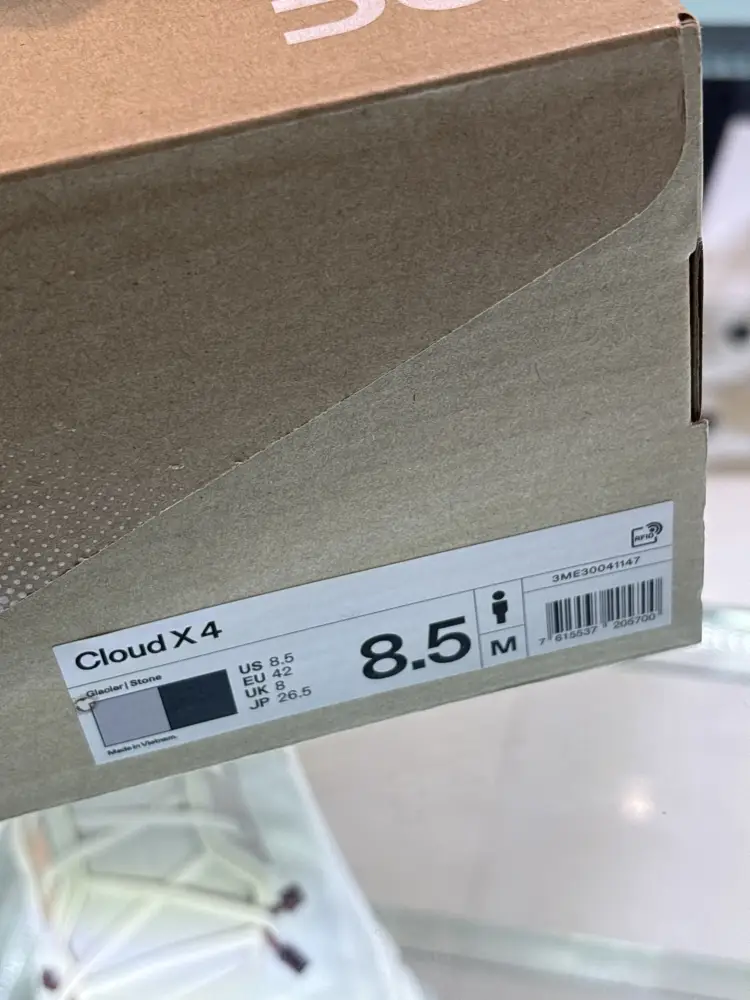 RFID
3ME30041147
Cloud X 4
Glacier | Stone
US 8.5
EU 42
UK 8
JP 26.5
8.5
M
7 615537 205700
Made in Vietnam.